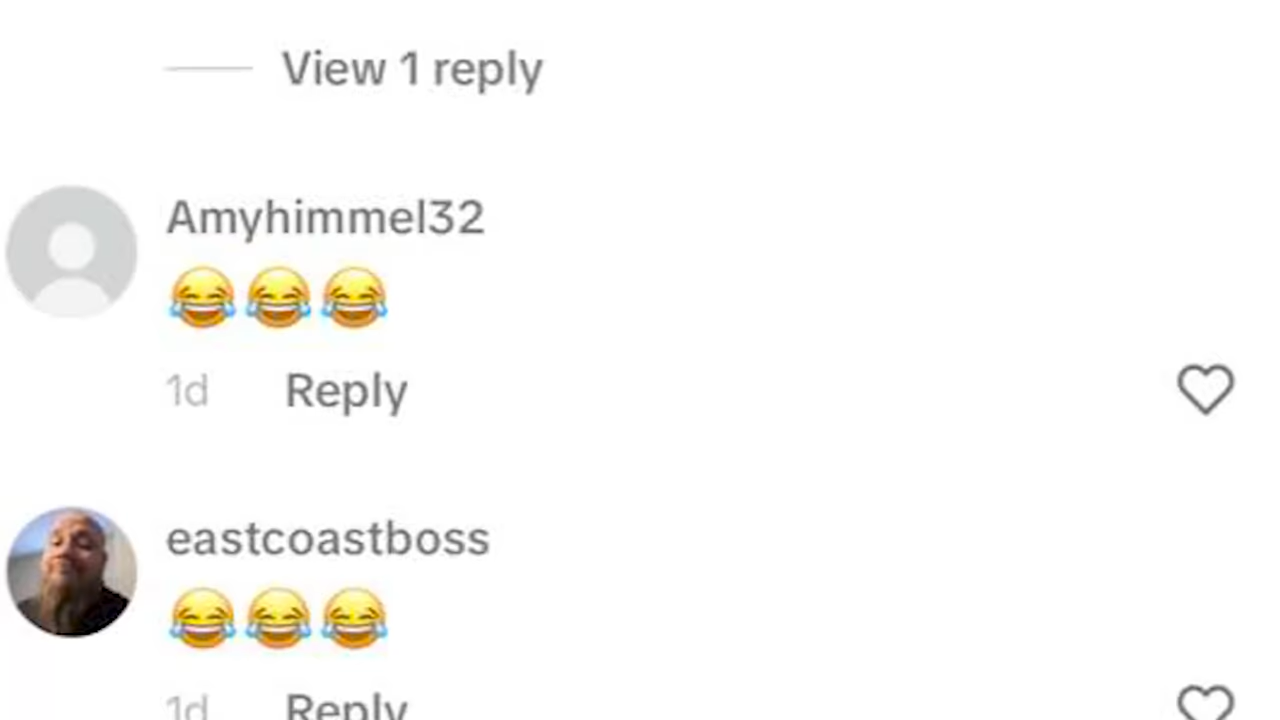 View 1 reply
Amyhimmel32
😂😂😂
1d Reply
eastcoastboss
😂😂😂
1d Reply